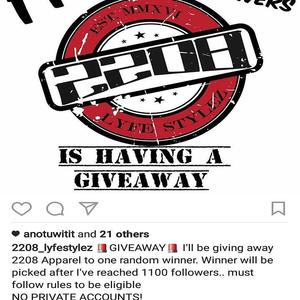 EST. MMXVI
2208
LYFE STYLEZ
IS HAVING A
GIVEAWAY
anotuwitit and 21 others
2208_lyfestylez 🚨GIVEAWAY🚨 I'll be giving away
2208 Apparel to one random winner. Winner will
be picked after I've reached 1100 followers.. must
follow rules to be eligible
NO PRIVATE ACCOUNTS!